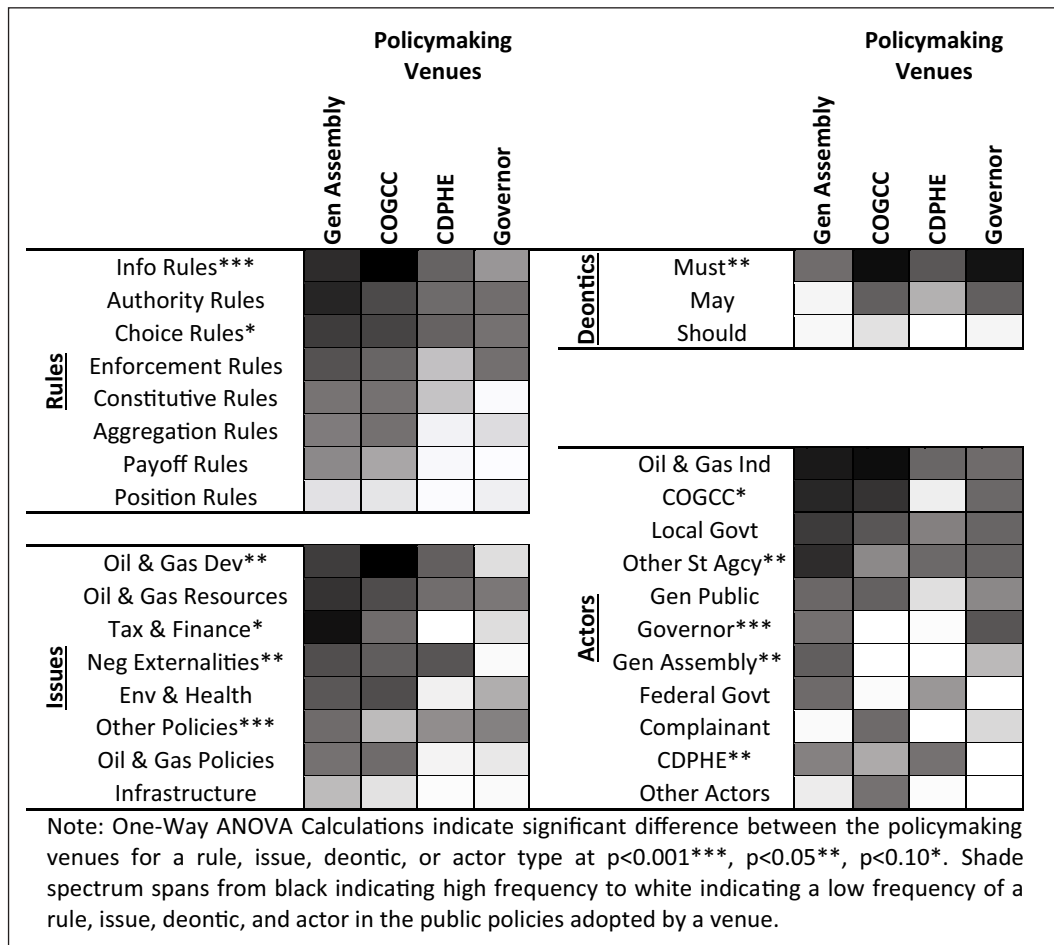 Policymaking
Venues
Gen Assembly
COGCC
CDPHE
Governor
Rules
Info Rules***
Authority Rules
Choice Rules*
Enforcement Rules
Constitutive Rules
Aggregation Rules
Payoff Rules
Position Rules
Issues
Oil & Gas Dev**
Oil & Gas Resources
Tax & Finance*
Neg Externalities**
Env & Health
Other Policies***
Oil & Gas Policies
Infrastructure
Policymaking
Venues
Gen Assembly
COGCC
CDPHE
Governor
Deontics
Must**
May
Should
Actors
Oil & Gas Ind
COGCC*
Local Govt
Other St Agcy**
Gen Public
Governor***
Gen Assembly**
Federal Govt
Complainant
CDPHE**
Other Actors
Note: One-Way ANOVA Calculations indicate significant difference between the policymaking
venues for a rule, issue, deontic, or actor type at p<0.001***, p<0.05**, p<0.10*. Shade
spectrum spans from black indicating high frequency to white indicating a low frequency of a
rule, issue, deontic, and actor in the public policies adopted by a venue.